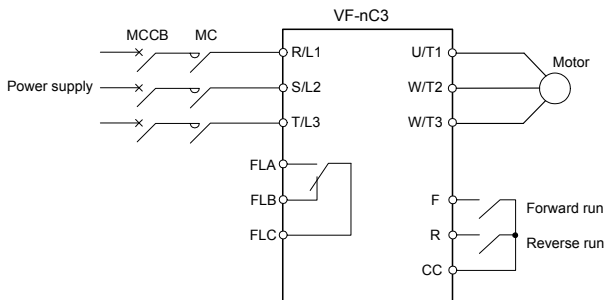 VF-nC3
MCCB
MC
R/L1
U/T1
Motor
Power supply
S/L2
W/T2
T/L3
W/T3
FLA
FLB
F
Forward run
FLC
R
Reverse run
CC